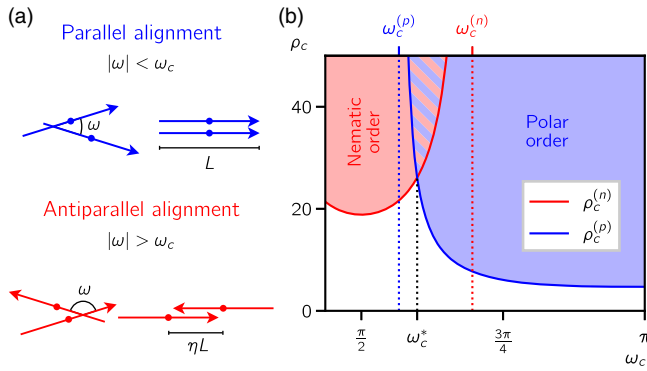 (a)
Parallel alignment
|ω| < ω_c
ω
L
Antiparallel alignment
|ω| > ω_c
ω
ηL
(b)
ω_c^(p) ω_c^(n)
ρ_c
40
20
0
Nematic
order
Polar
order
ρ_c^(n)
ρ_c^(p)
π/2 ω_c^* 3π/4 π
ω_c